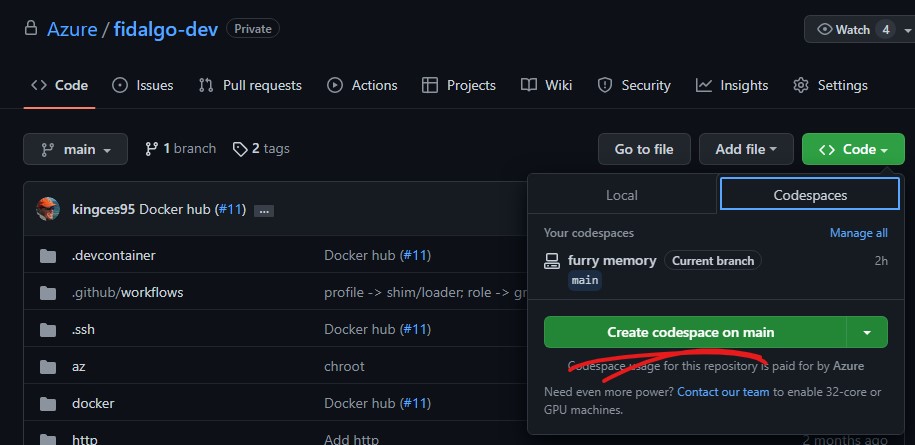 Azure / fidalgo-dev Private
Watch 4
Code Issues Pull requests Actions Projects Wiki Security Insights Settings
main 1 branch 2 tags Go to file Add file Code
kingces95 Docker hub (#11) ...
.devcontainer Docker hub (#11)
.github/workflows profile -> shim/loader; role -> gr
.ssh Docker hub (#11)
az chroot
docker Docker hub (#11)
http Add http
2 months ago
Local Codespaces
Your codespaces Manage all
furry memory Current branch 2h
main
Create codespace on main
Codespace usage for this repository is paid for by Azure
Need even more power? Contact our team to enable 32-core or
GPU machines.